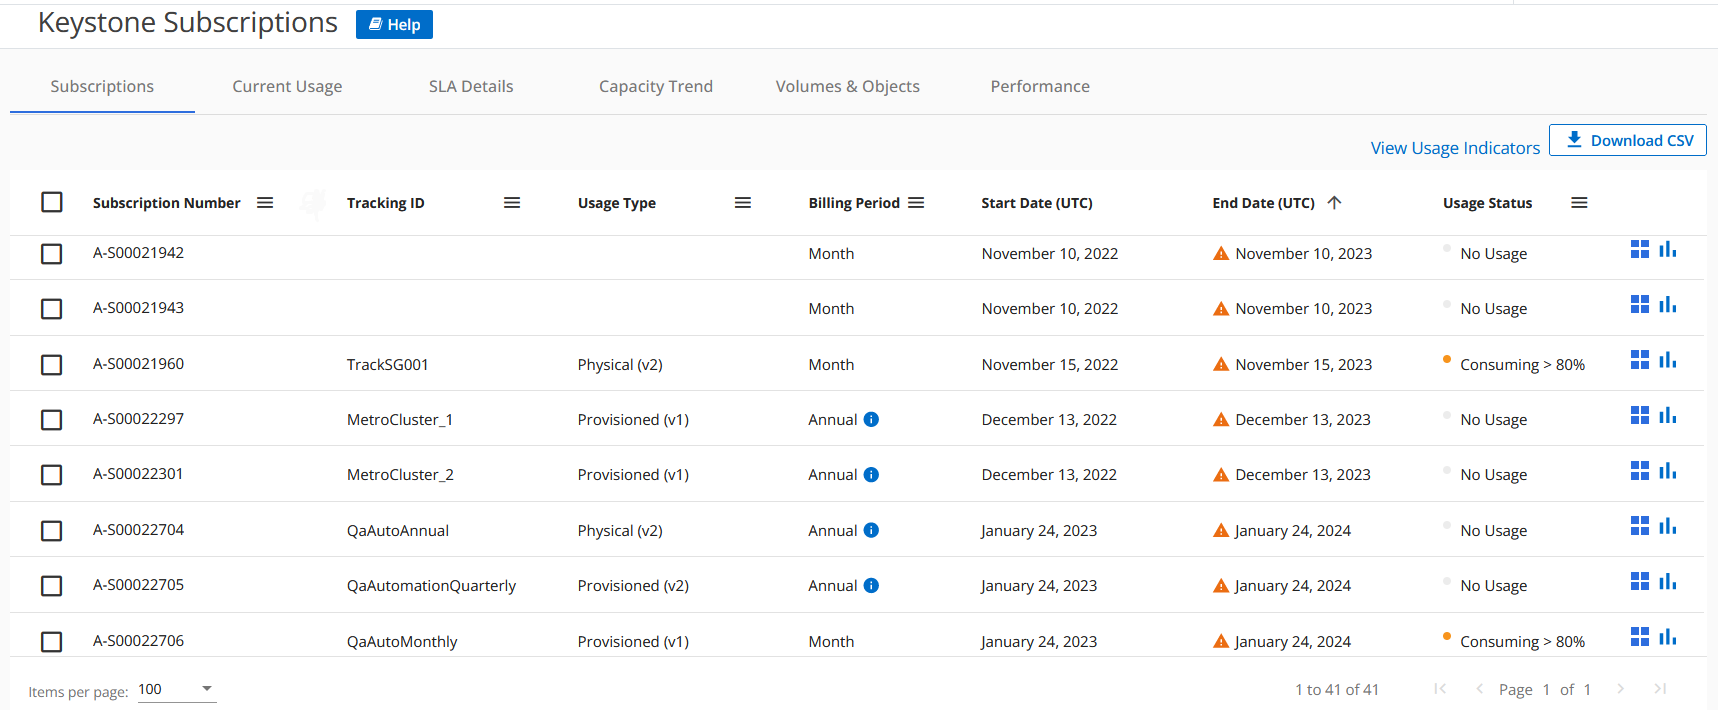 Keystone Subscriptions Help
Subscriptions Current Usage SLA Details Capacity Trend Volumes & Objects Performance
View Usage Indicators Download CSV
Subscription Number Tracking ID Usage Type Billing Period Start Date (UTC) End Date (UTC) Usage Status
A-S00021942 Month November 10, 2022 November 10, 2023 No Usage
A-S00021943 Month November 10, 2022 November 10, 2023 No Usage
A-S00021960 TrackSG001 Physical (v2) Month November 15, 2022 November 15, 2023 Consuming > 80%
A-S00022297 MetroCluster_1 Provisioned (v1) Annual December 13, 2022 December 13, 2023 No Usage
A-S00022301 MetroCluster_2 Provisioned (v1) Annual December 13, 2022 December 13, 2023 No Usage
A-S00022704 QaAutoAnnual Physical (v2) Annual January 24, 2023 January 24, 2024 No Usage
A-S00022705 QaAutomationQuarterly Provisioned (v2) Annual January 24, 2023 January 24, 2024 No Usage
A-S00022706 QaAutoMonthly Provisioned (v1) Month January 24, 2023 January 24, 2024 Consuming > 80%
Items per page: 100 1 to 41 of 41 Page 1 of 1